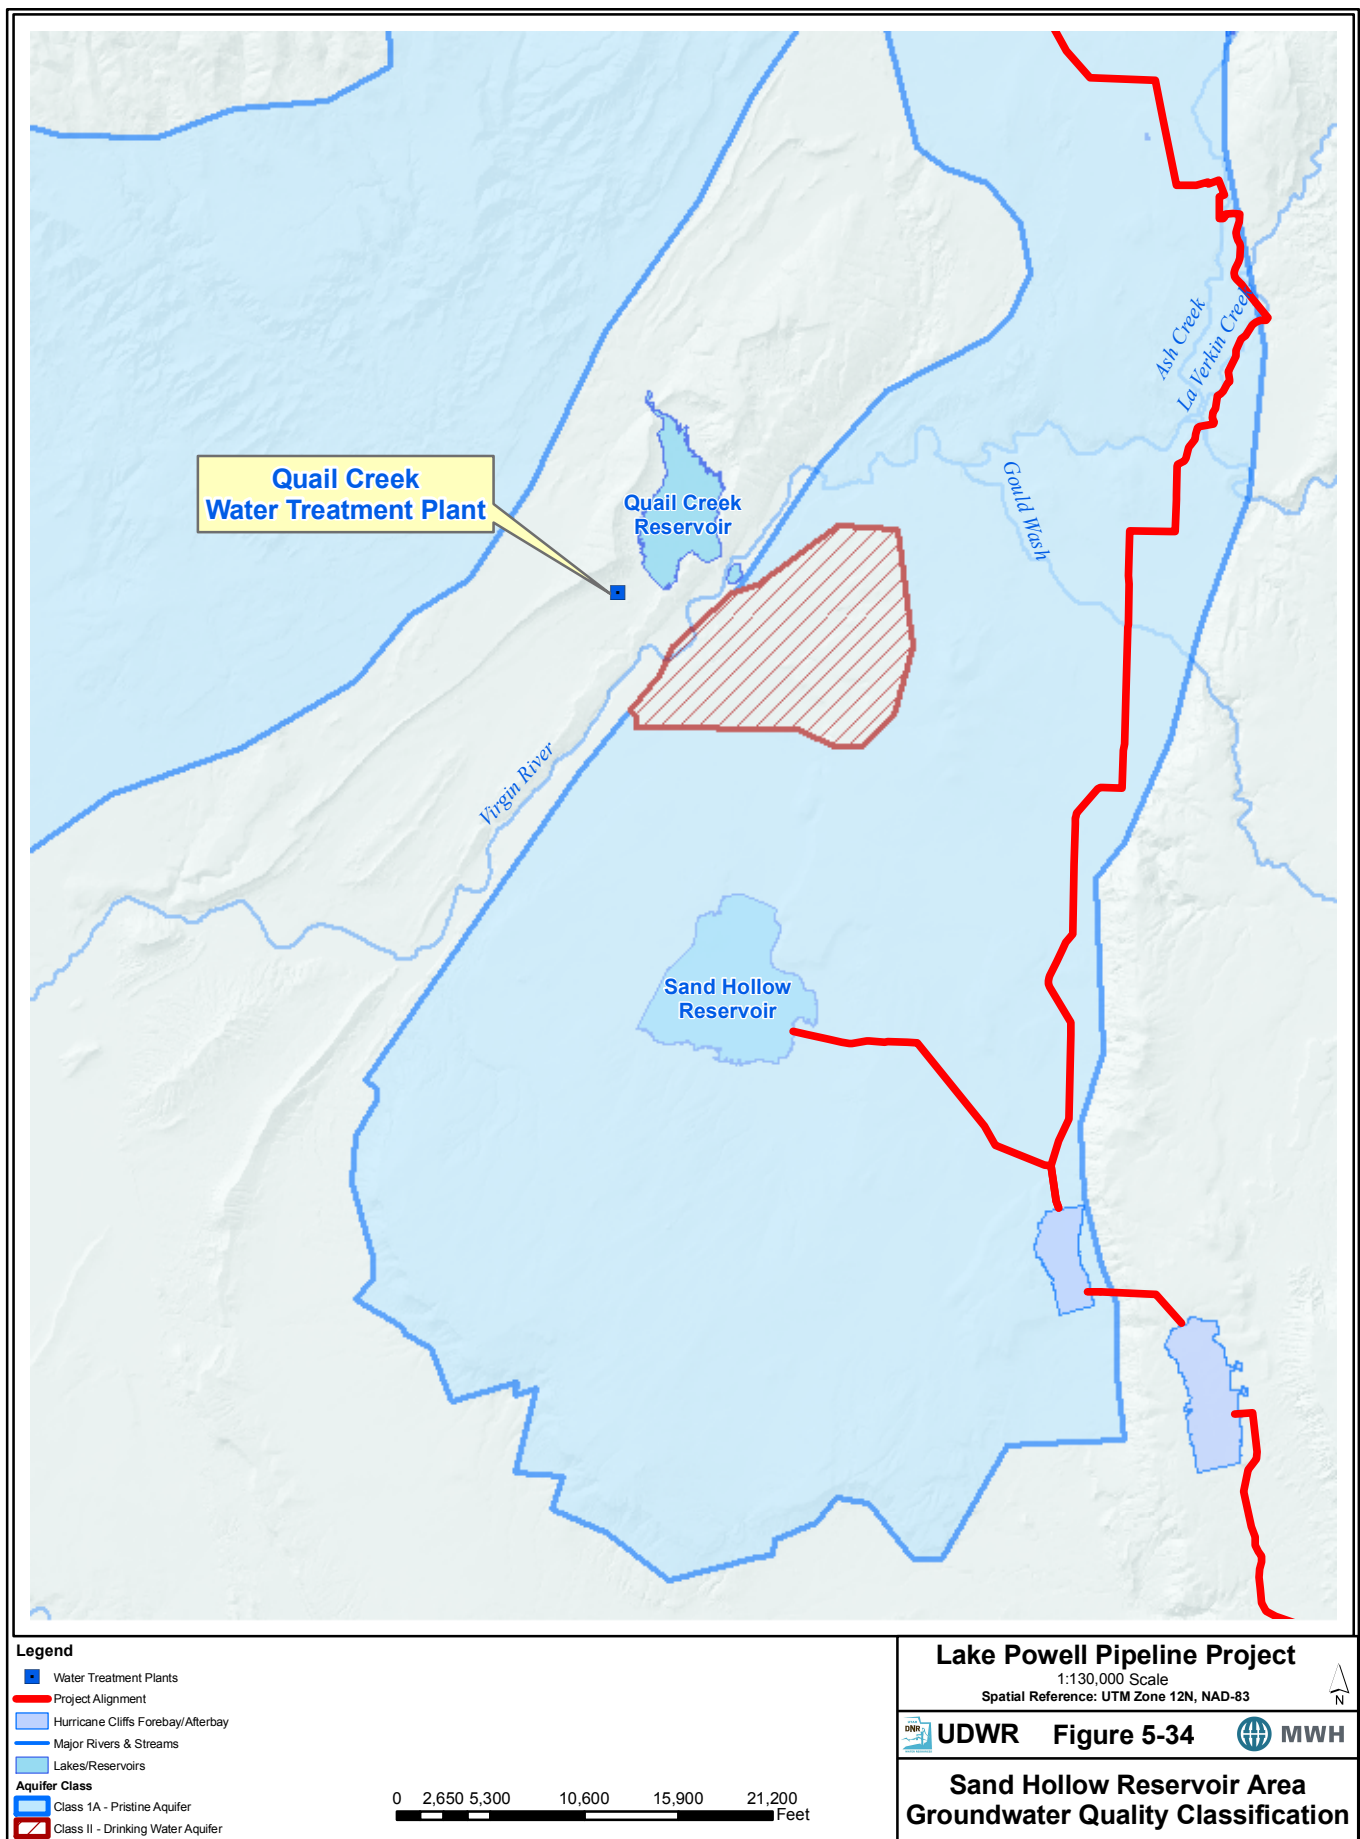 Ash Creek
La Verkin Creek
Quail Creek
Water Treatment Plant
Quail Creek
Reservoir
Gould Wash
Virgin River
Sand Hollow
Reservoir
Legend
Water Treatment Plants
Project Alignment
Hurricane Cliffs Forebay/Afterbay
Major Rivers & Streams
Lakes/Reservoirs
Aquifer Class
Class 1A - Pristine Aquifer
Class II - Drinking Water Aquifer
0 2,650 5,300 10,600 15,900 21,200
Feet
Lake Powell Pipeline Project
1:130,000 Scale
Spatial Reference: UTM Zone 12N, NAD-83
N
DNR
UDWR Figure 5-34 MWH
Sand Hollow Reservoir Area
Groundwater Quality Classification